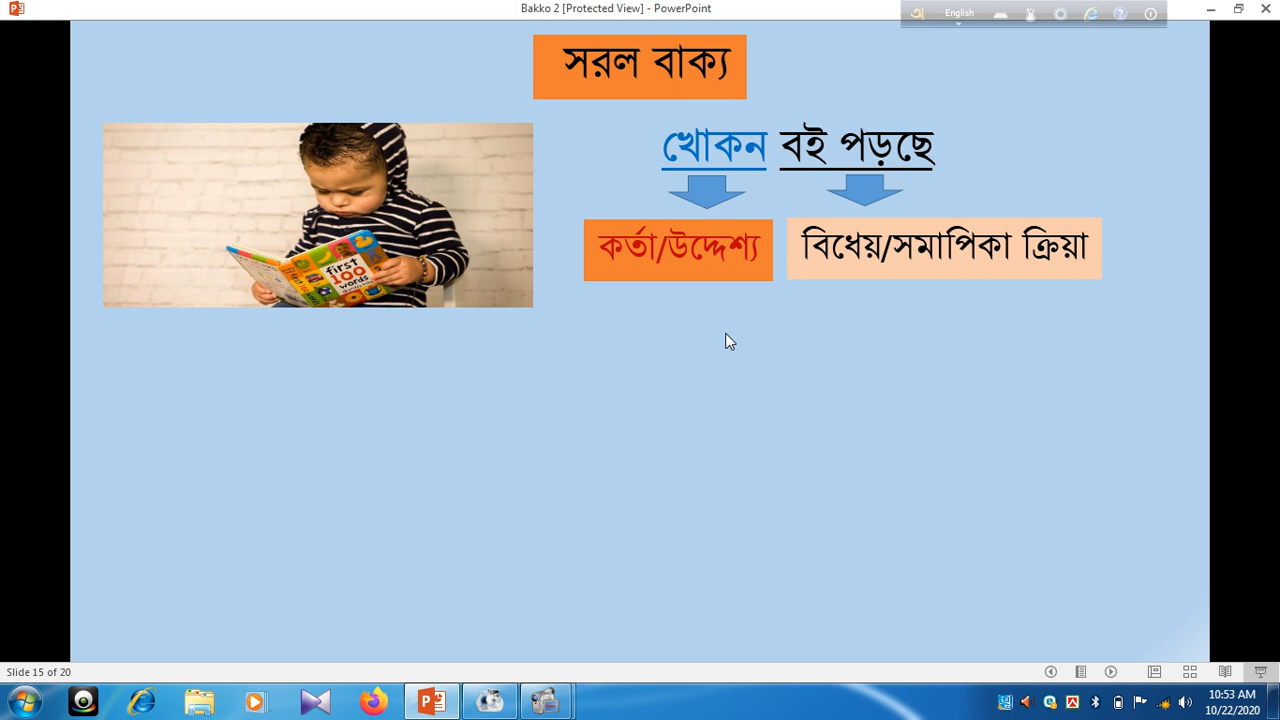 Bakko 2 [Protected View] - PowerPoint
English
সরল বাক্য
খোকন বই পড়ছে
কর্তা/উদ্দেশ্য
বিধেয়/সমাপিকা ক্রিয়া
first
100
words
Slide 15 of 20
10:53 AM
10/22/2020